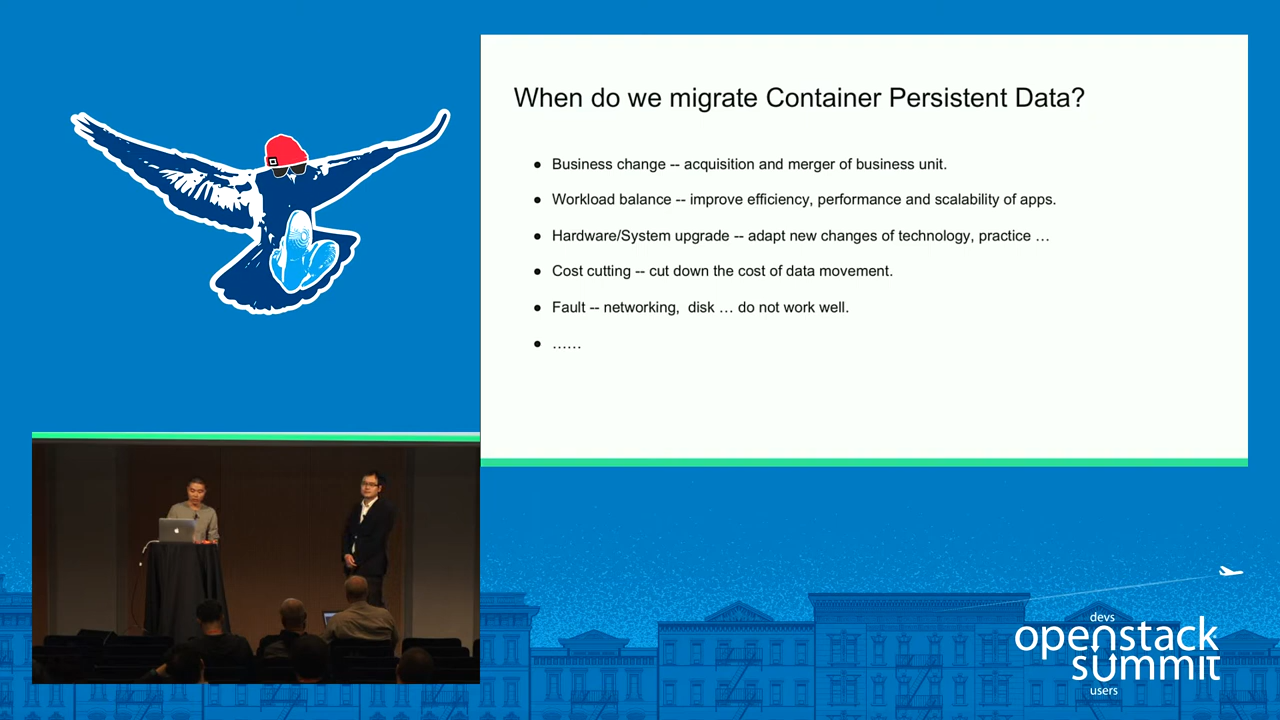 When do we migrate Container Persistent Data?
● Business change -- acquisition and merger of business unit.
● Workload balance -- improve efficiency, performance and scalability of apps.
● Hardware/System upgrade -- adapt new changes of technology, practice …
● Cost cutting -- cut down the cost of data movement.
● Fault -- networking, disk … do not work well.
● ……
devs
openstack
summit
users